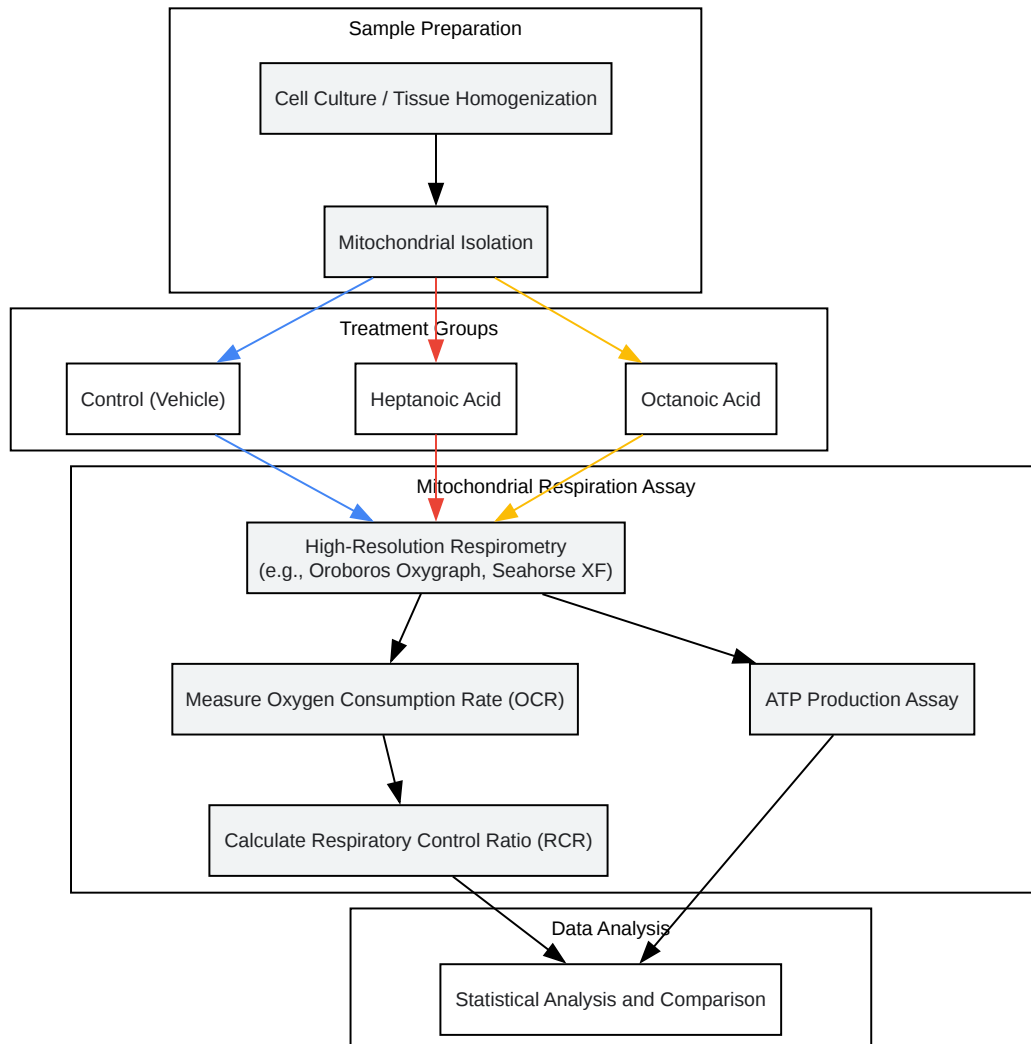 Sample Preparation
Cell Culture / Tissue Homogenization
Mitochondrial Isolation
Treatment Groups
Control (Vehicle)
Heptanoic Acid
Octanoic Acid
Mitochondrial Respiration Assay
High-Resolution Respirometry
(e.g., Oroboros Oxygraph, Seahorse XF)
Measure Oxygen Consumption Rate (OCR)
ATP Production Assay
Calculate Respiratory Control Ratio (RCR)
Data Analysis
Statistical Analysis and Comparison